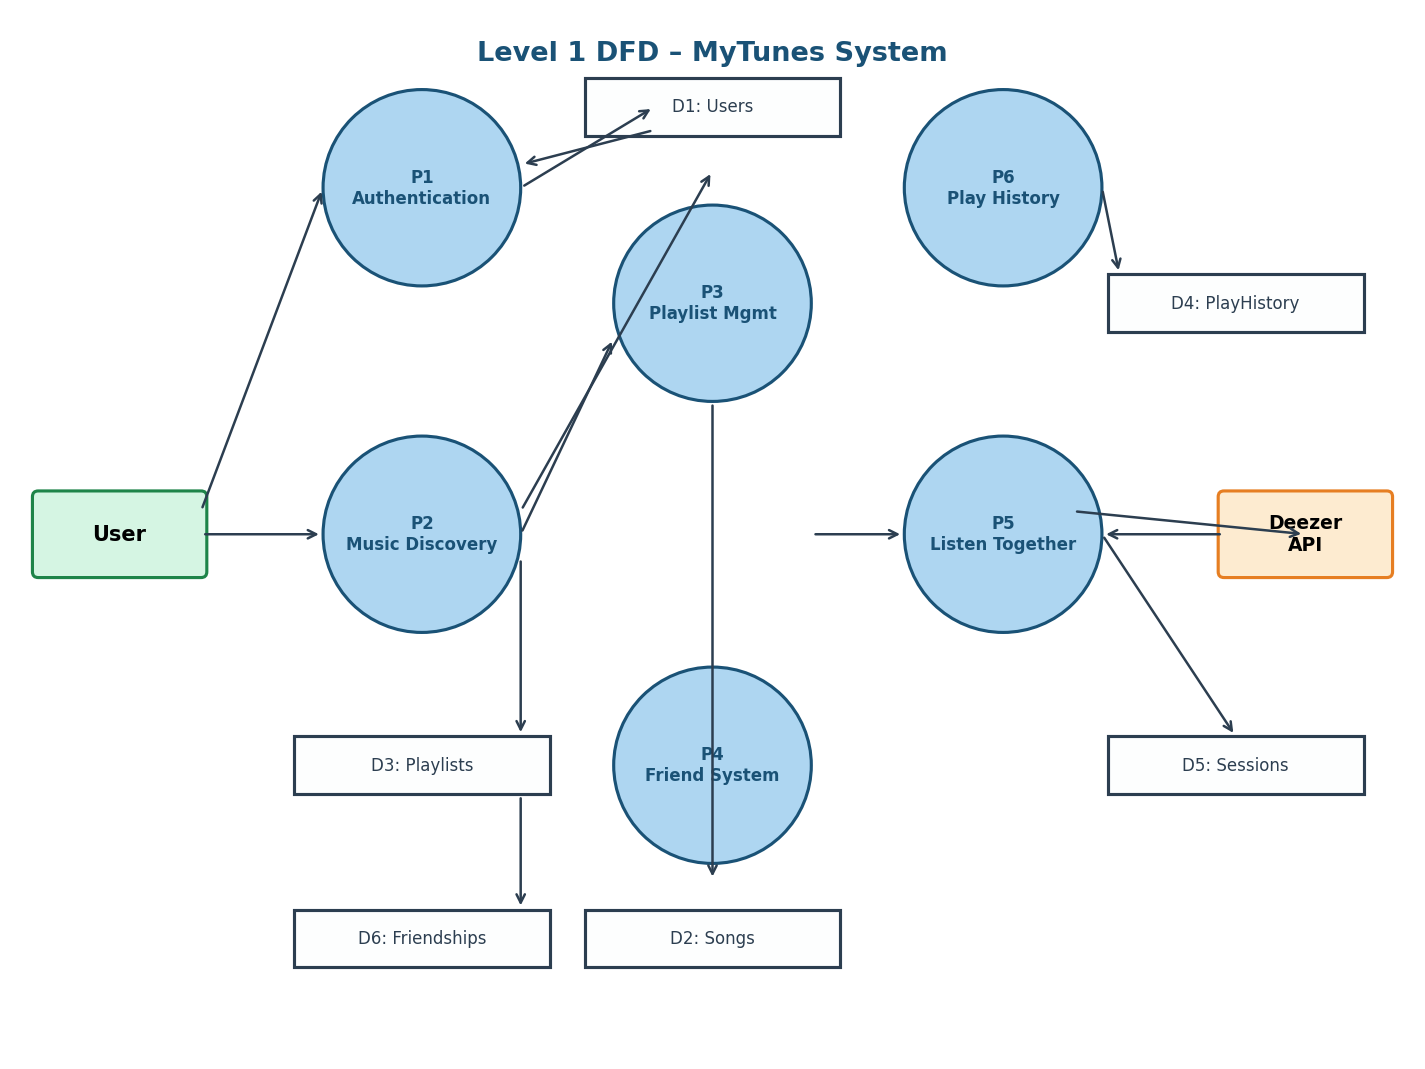 Level 1 DFD – MyTunes System
D1: Users
P1
Authentication
P6
Play History
P3
Playlist Mgmt
D4: PlayHistory
User
P2
Music Discovery
P5
Listen Together
Deezer
API
P4
Friend System
D3: Playlists
D5: Sessions
D6: Friendships
D2: Songs